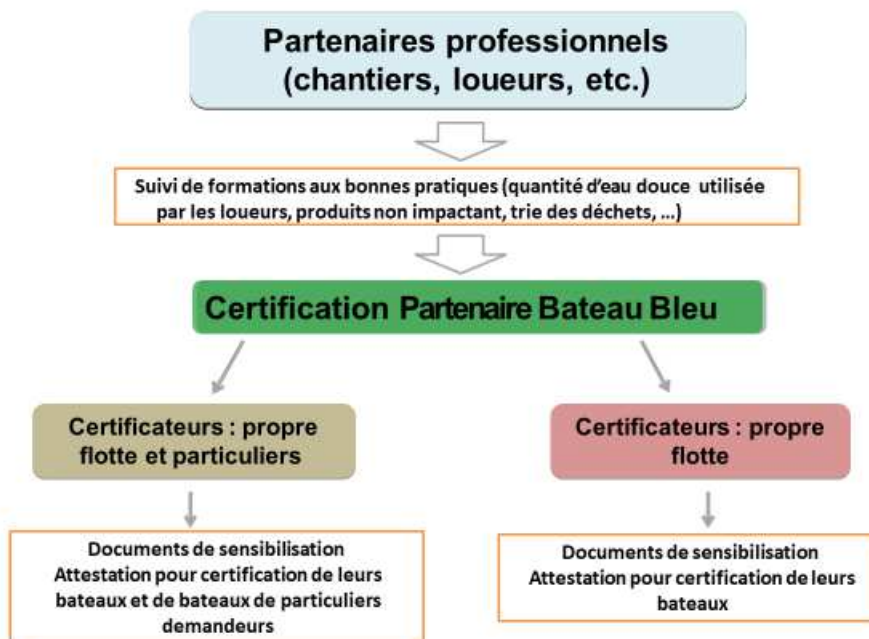 Partenaires professionnels
(chantiers, loueurs, etc.)
Suivi de formations aux bonnes pratiques (quantité d'eau douce utilisée
par les loueurs, produits non impactant, trie des déchets, ...)
Certification Partenaire Bateau Bleu
Certificateurs : propre
flotte et particuliers
Certificateurs : propre
flotte
Documents de sensibilisation
Attestation pour certification de leurs
bateaux et de bateaux de particuliers
demandeurs
Documents de sensibilisation
Attestation pour certification de leurs
bateaux